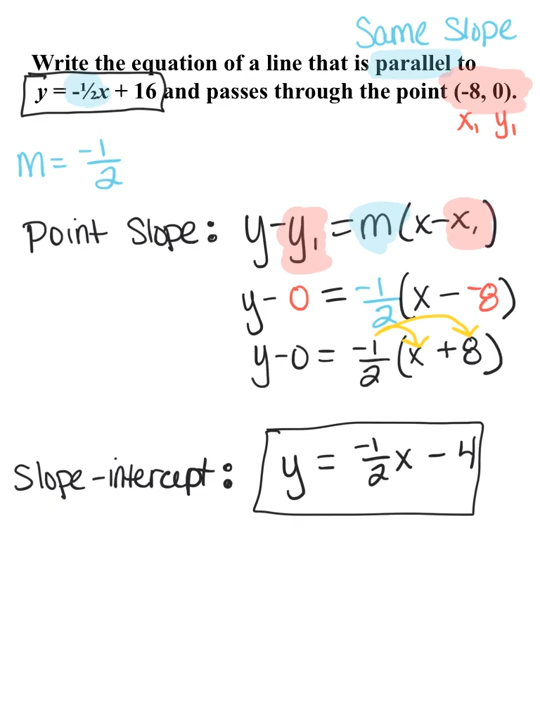 Same Slope
Write the equation of a line that is parallel to
y = -½x + 16 and passes through the point (-8, 0).
x₁ y₁
m = -1/2
Point Slope: y - y₁ = m(x - x₁)
y - 0 = -1/2(x - -8)
y - 0 = -1/2(x + 8)
Slope-intercept: y = -1/2x - 4